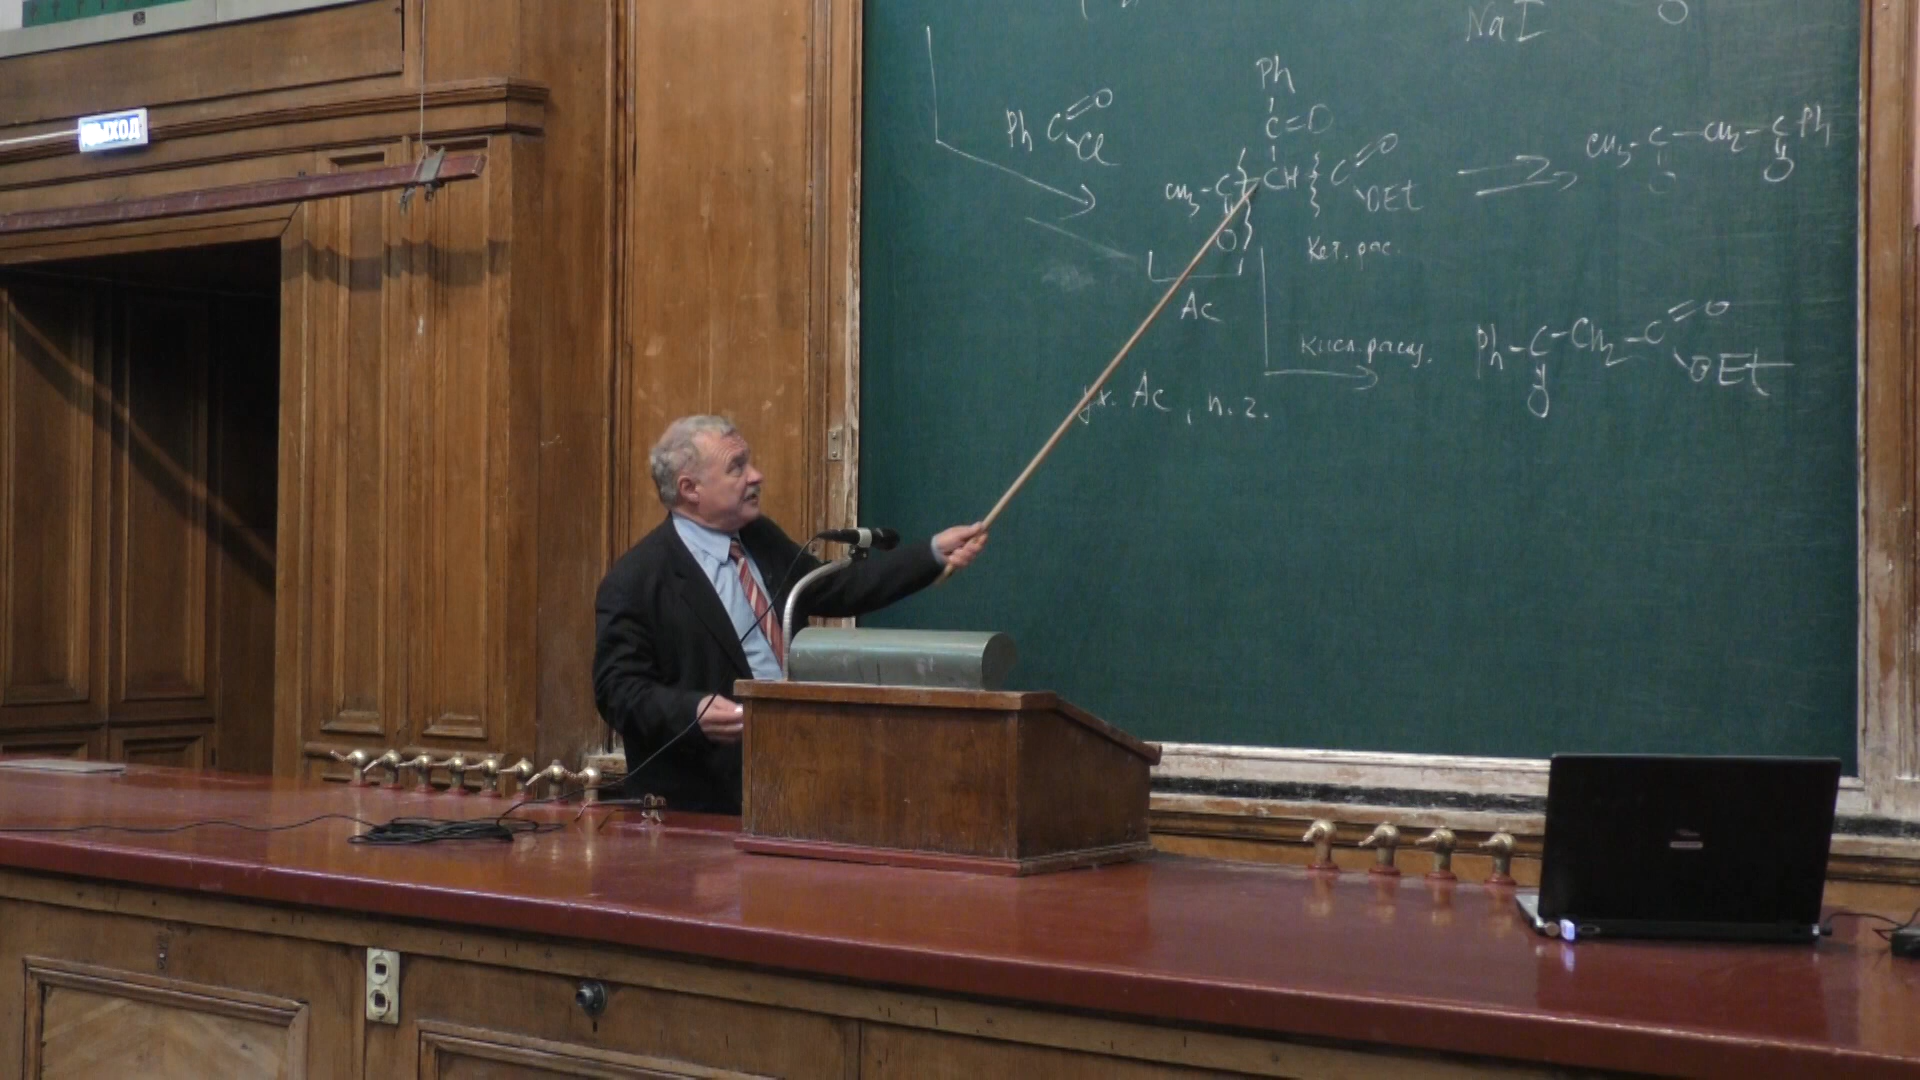 ВЫХОД
NaI
O
Ph
C=O
Ph C =O Cl
CH3-C-CH C =O OEt
O
CH3-C-CH2-C Ph
O O
Кет. рас.
Ac
Кисл. расщ.
Ph-C-CH2-C =O OEt
O
Ac, п.г.